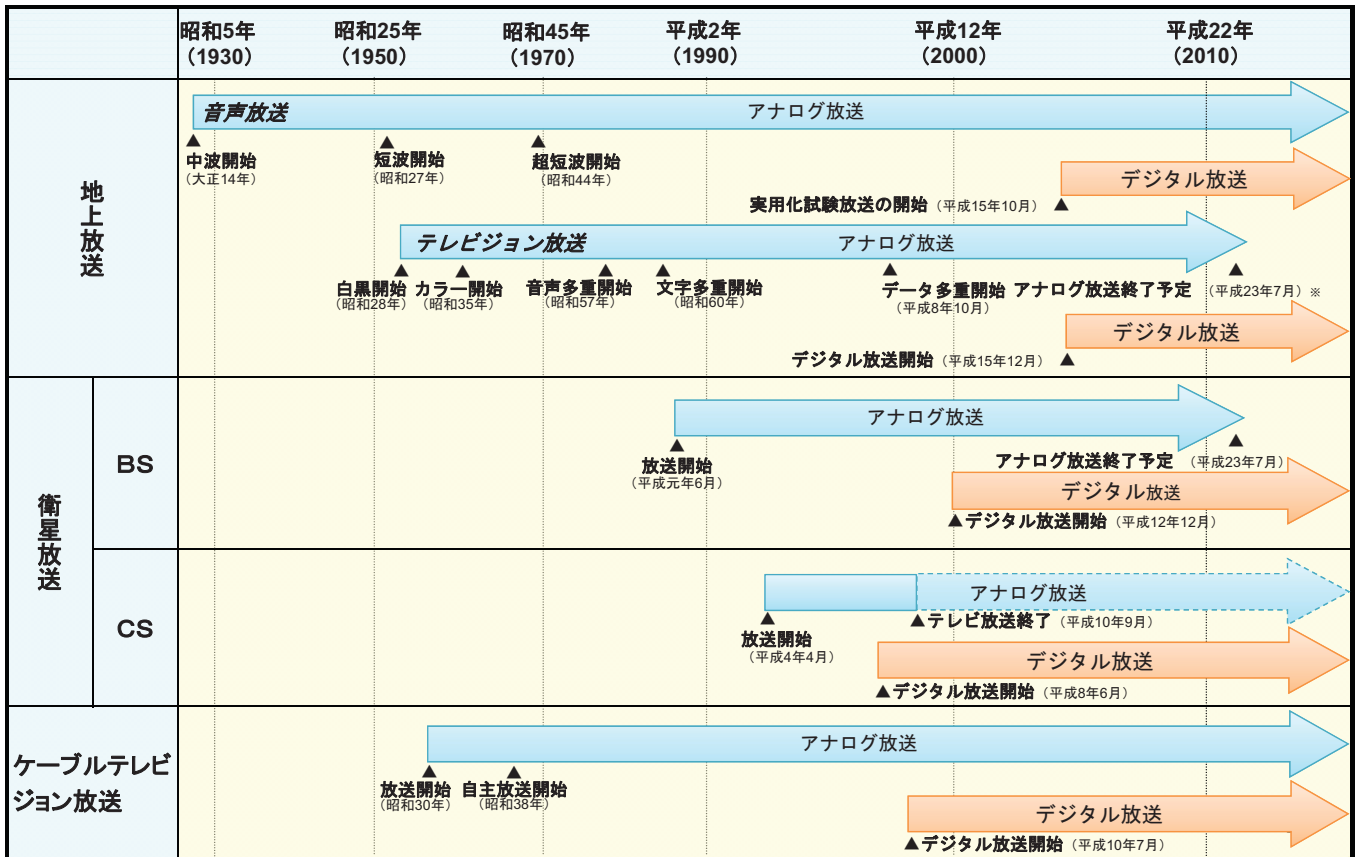 昭和5年 昭和25年 昭和45年 平成2年 平成12年 平成22年
（1930） （1950） （1970） （1990） （2000） （2010）
地上放送
音声放送 アナログ放送
中波開始 短波開始 超短波開始
（大正14年） （昭和27年） （昭和44年）
デジタル放送
▲
実用化試験放送の開始 （平成15年10月） ▲
テレビジョン放送 アナログ放送
▲ ▲ ▲ ▲ ▲ ▲
白黒開始 カラー開始 音声多重開始 文字多重開始 データ多重開始 アナログ放送終了予定 （平成23年7月）※
（昭和28年） （昭和35年） （昭和57年） （昭和60年） （平成8年10月）
デジタル放送
デジタル放送開始 （平成15年12月） ▲
衛星放送
BS
アナログ放送
▲ ▲
放送開始 アナログ放送終了予定 （平成23年7月）
（平成元年6月）
デジタル放送
▲デジタル放送開始 （平成12年12月）
CS
アナログ放送
▲ ▲テレビ放送終了 （平成10年9月）
放送開始
（平成4年4月）
デジタル放送
▲デジタル放送開始 （平成8年6月）
ケーブルテレビ
ジョン放送
アナログ放送
▲ ▲
放送開始 自主放送開始
（昭和30年） （昭和38年）
デジタル放送
▲デジタル放送開始 （平成10年7月）